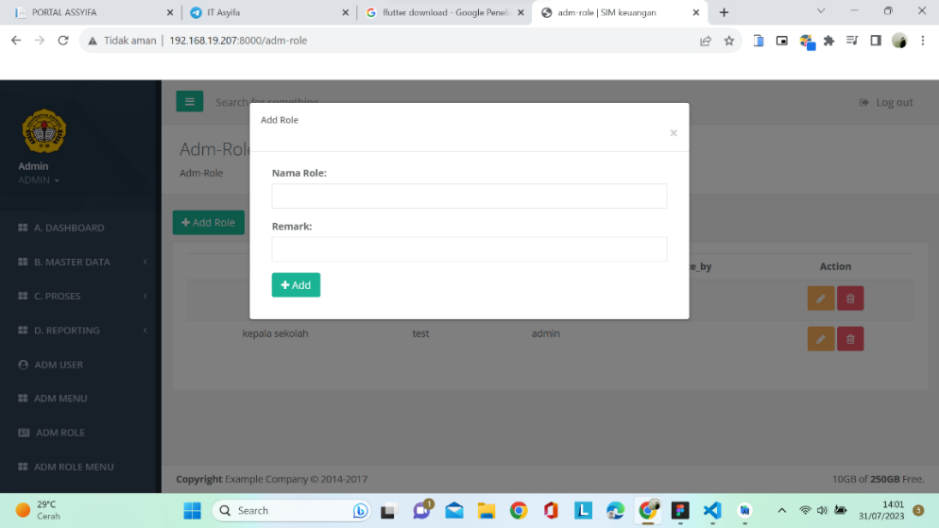 PORTAL ASSYIFA
IT Asyifa
flutter download - Google Penel
adm-role | SIM keuangan
Tidak aman
192.168.19.207:8000/adm-role
Search for something
Log out
Admin
ADMIN
Adm-Rol
Adm-Role
Add Role
Add Role
Nama Role:
Remark:
Add
e_by
Action
kepala sekolah
test
admin
A. DASHBOARD
B. MASTER DATA
C. PROSES
D. REPORTING
ADM USER
ADM MENU
ADM ROLE
ADM ROLE MENU
Copyright Example Company © 2014-2017
10GB of 250GB Free.
29°C
Cerah
Search
14:01
31/07/2023